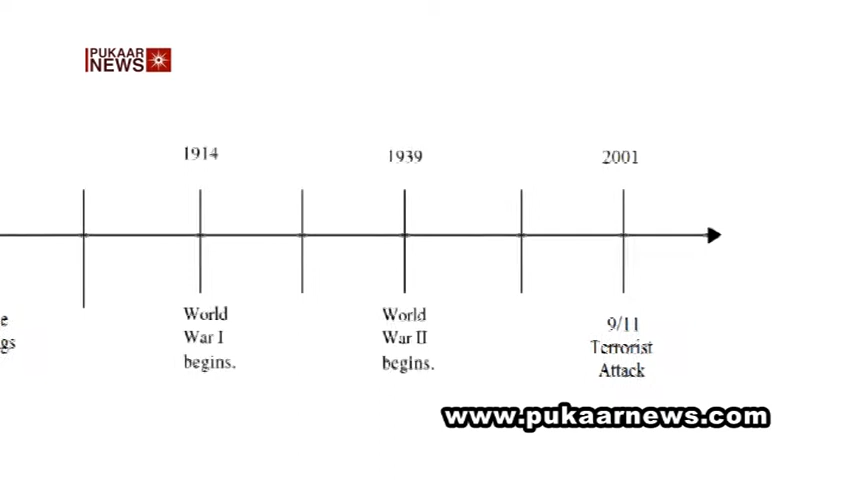 PUKAAR
NEWS
1914
1939
2001
World
War I
begins.
World
War II
begins.
9/11
Terrorist
Attack
www.pukaarnews.com